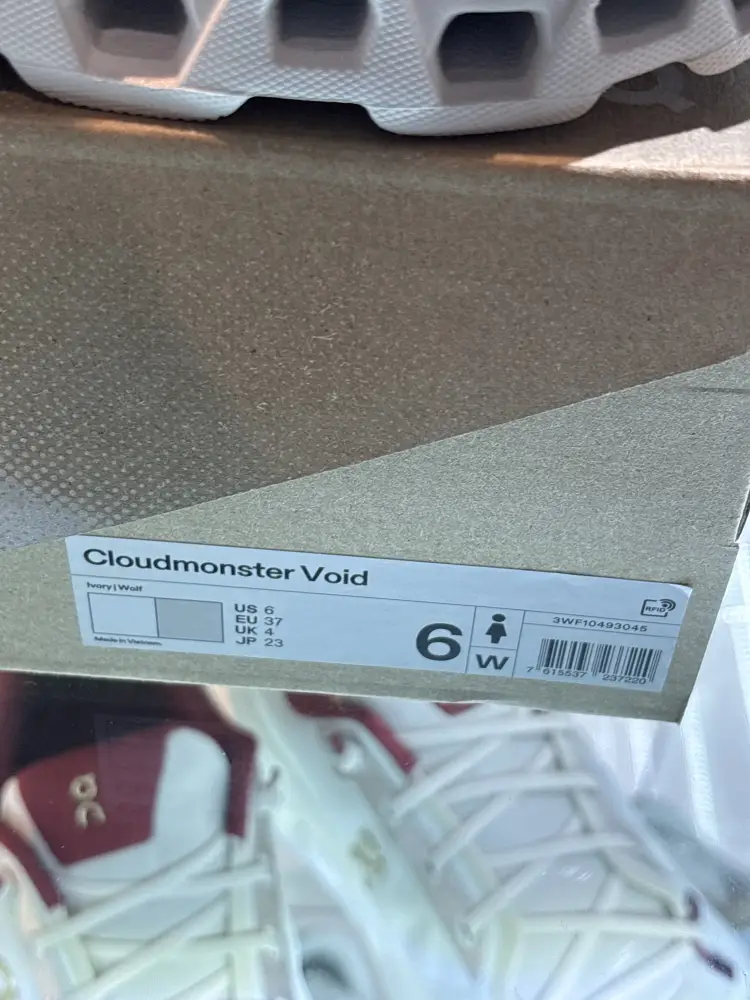 Cloudmonster Void
Ivory | Wolf
US 6
EU 37
UK 4
JP 23
Made in Vietnam
6
W
RFID
3WF10493045
7 615537 237220